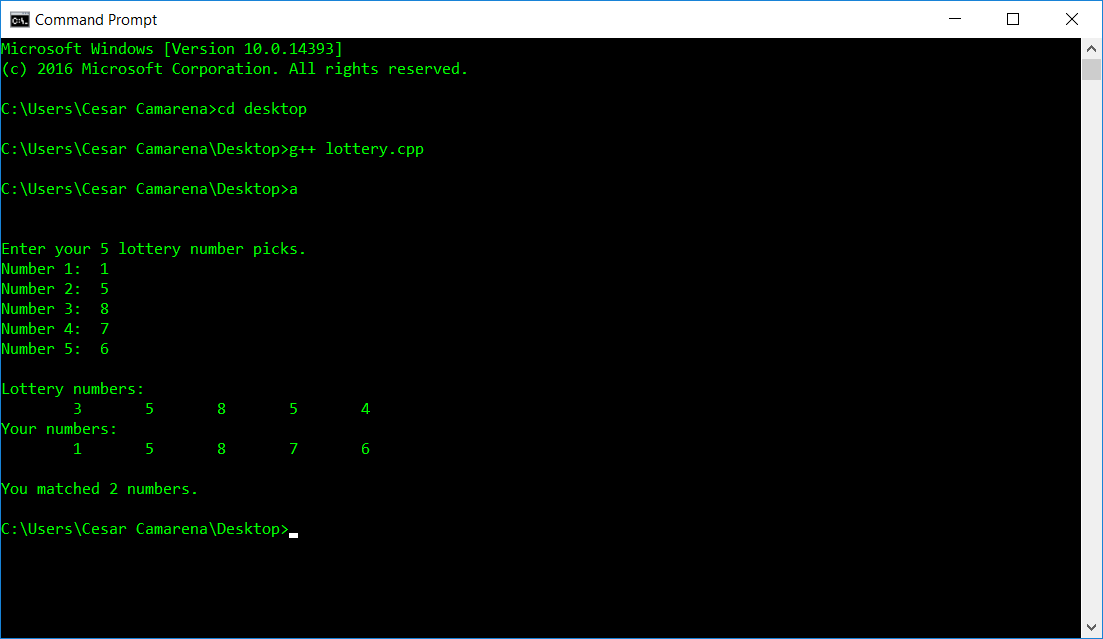 Command Prompt
Microsoft Windows [Version 10.0.14393]
(c) 2016 Microsoft Corporation. All rights reserved.
C:\Users\Cesar Camarena>cd desktop
C:\Users\Cesar Camarena\Desktop>g++ lottery.cpp
C:\Users\Cesar Camarena\Desktop>a
Enter your 5 lottery number picks.
Number 1:  1
Number 2:  5
Number 3:  8
Number 4:  7
Number 5:  6
Lottery numbers:
        3       5       8       5       4
Your numbers:
        1       5       8       7       6
You matched 2 numbers.
C:\Users\Cesar Camarena\Desktop>